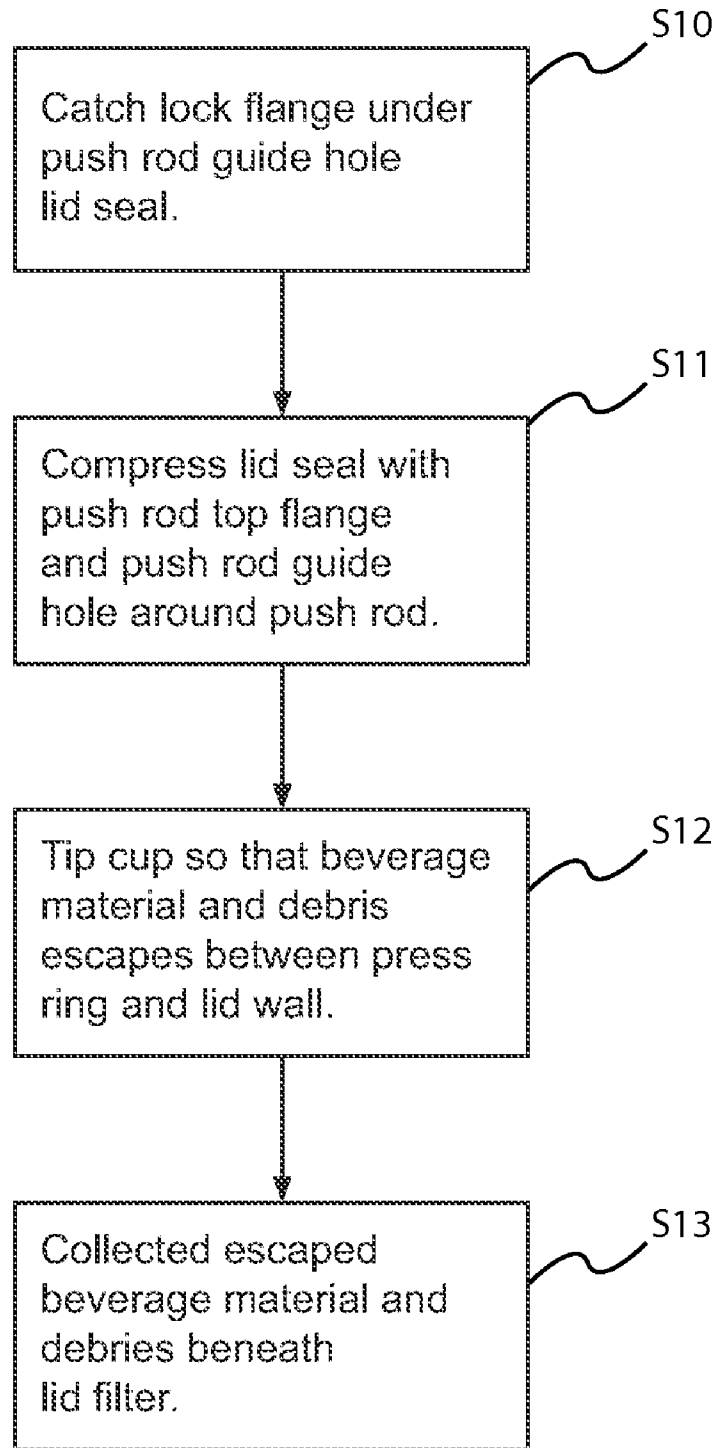 S10
Catch lock flange under
push rod guide hole
lid seal.
S11
Compress lid seal with
push rod top flange
and push rod guide
hole around push rod.
S12
Tip cup so that beverage
material and debris
escapes between press
ring and lid wall.
S13
Collected escaped
beverage material and
debries beneath
lid filter.